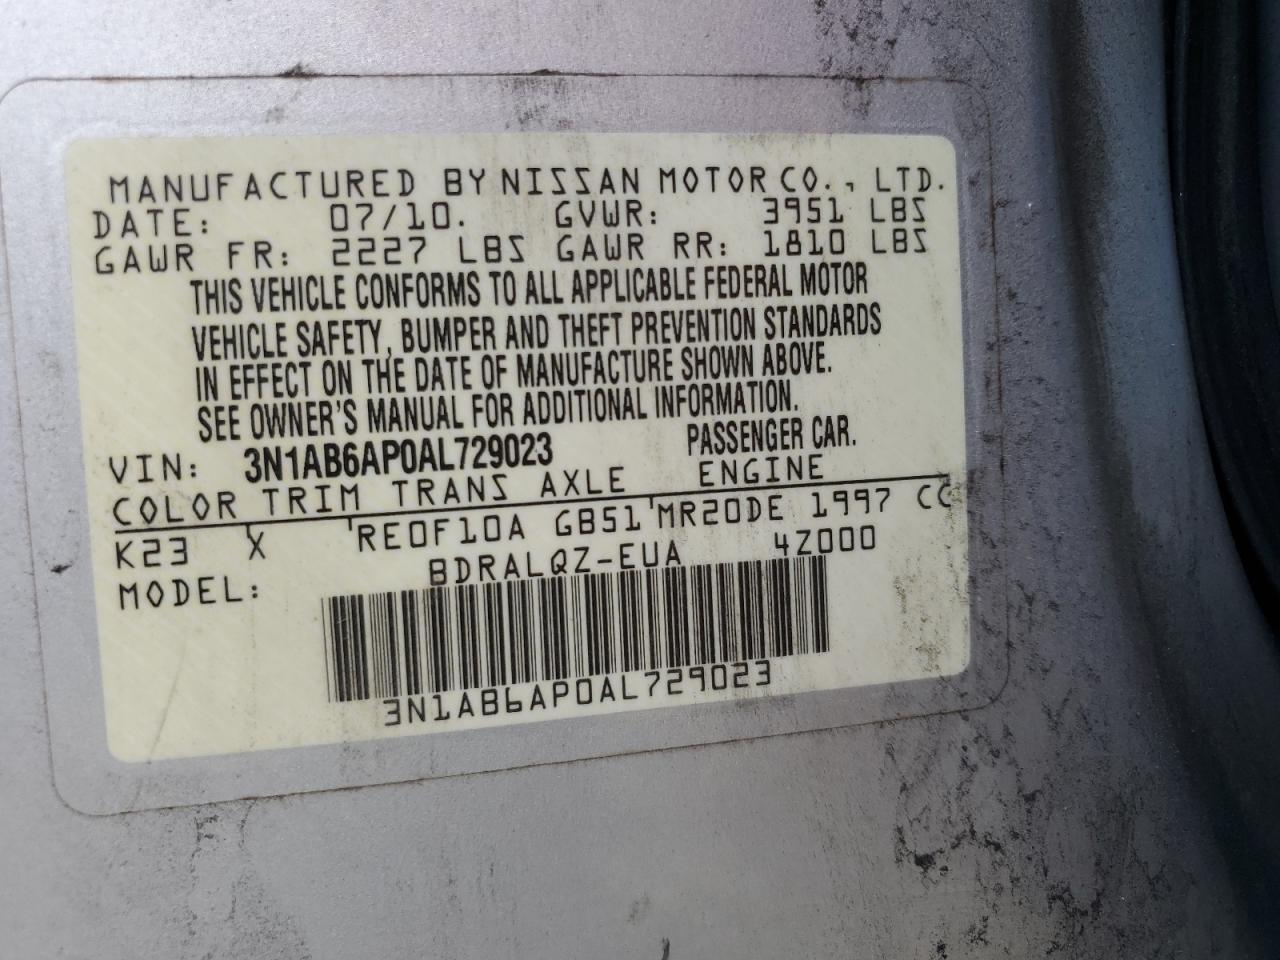 MANUFACTURED BY NISSAN MOTOR CO., LTD.
DATE: 07/10. GVWR: 3951 LBS
GAWR FR: 2227 LBS GAWR RR: 1810 LBS
THIS VEHICLE CONFORMS TO ALL APPLICABLE FEDERAL MOTOR
VEHICLE SAFETY, BUMPER AND THEFT PREVENTION STANDARDS
IN EFFECT ON THE DATE OF MANUFACTURE SHOWN ABOVE.
SEE OWNER'S MANUAL FOR ADDITIONAL INFORMATION.
VIN: 3N1AB6AP0AL729023 PASSENGER CAR.
COLOR TRIM TRANS AXLE ENGINE
K23 X RE0F10A GB51 MR20DE 1997 CC
MODEL: BDRALQZ-EUA 4Z000
3N1AB6AP0AL729023